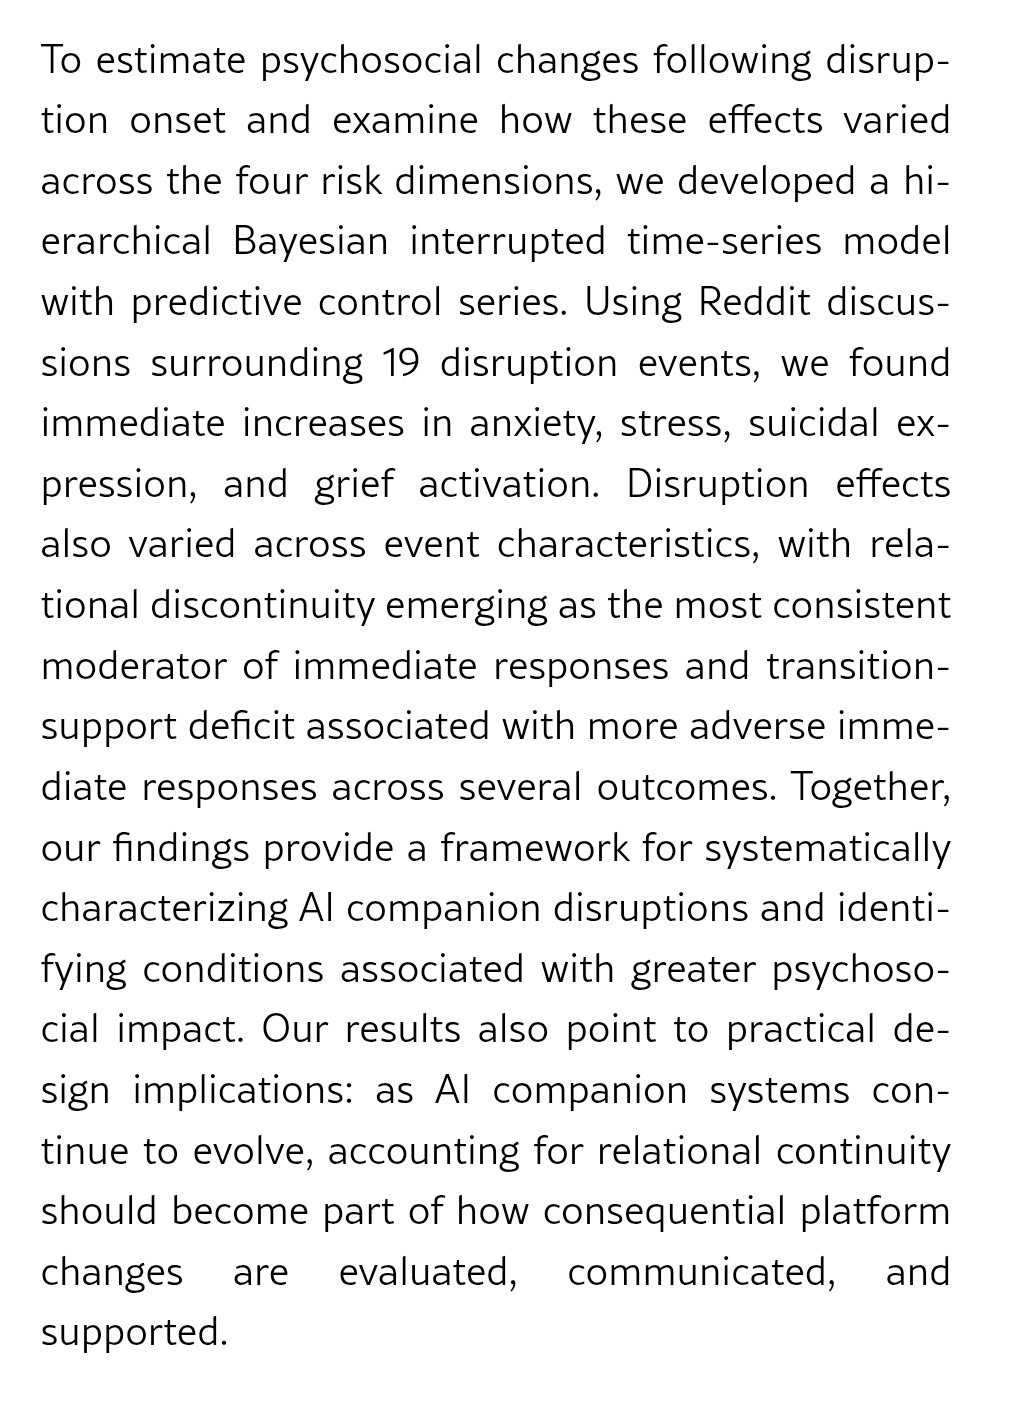 To estimate psychosocial changes following disrup-
tion onset and examine how these effects varied
across the four risk dimensions, we developed a hi-
erarchical Bayesian interrupted time-series model
with predictive control series. Using Reddit discus-
sions surrounding 19 disruption events, we found
immediate increases in anxiety, stress, suicidal ex-
pression, and grief activation. Disruption effects
also varied across event characteristics, with rela-
tional discontinuity emerging as the most consistent
moderator of immediate responses and transition-
support deficit associated with more adverse imme-
diate responses across several outcomes. Together,
our findings provide a framework for systematically
characterizing AI companion disruptions and identi-
fying conditions associated with greater psychoso-
cial impact. Our results also point to practical de-
sign implications: as AI companion systems con-
tinue to evolve, accounting for relational continuity
should become part of how consequential platform
changes are evaluated, communicated, and
supported.